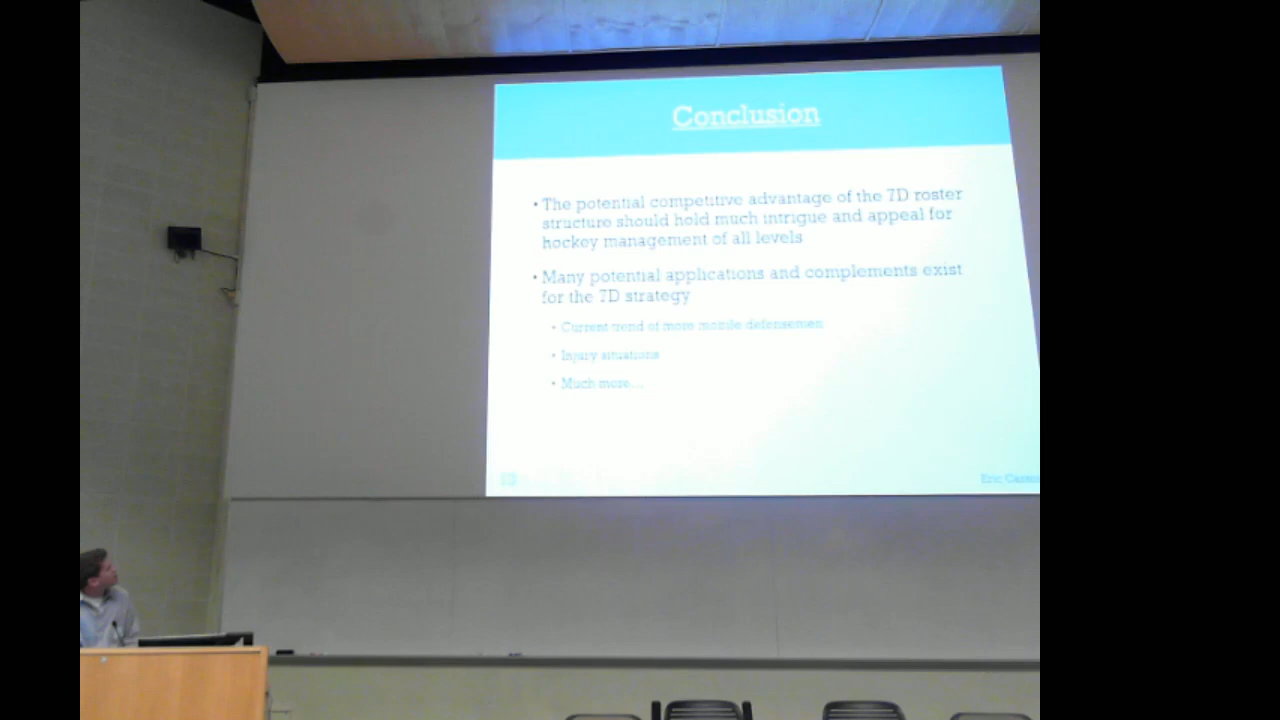 Conclusion
• The potential competitive advantage of the 7D roster
structure should hold much intrigue and appeal for
hockey management of all levels
• Many potential applications and complements exist
for the 7D strategy
• Current trend of more mobile defensemen
• Injury situations
• Much more...
Eric